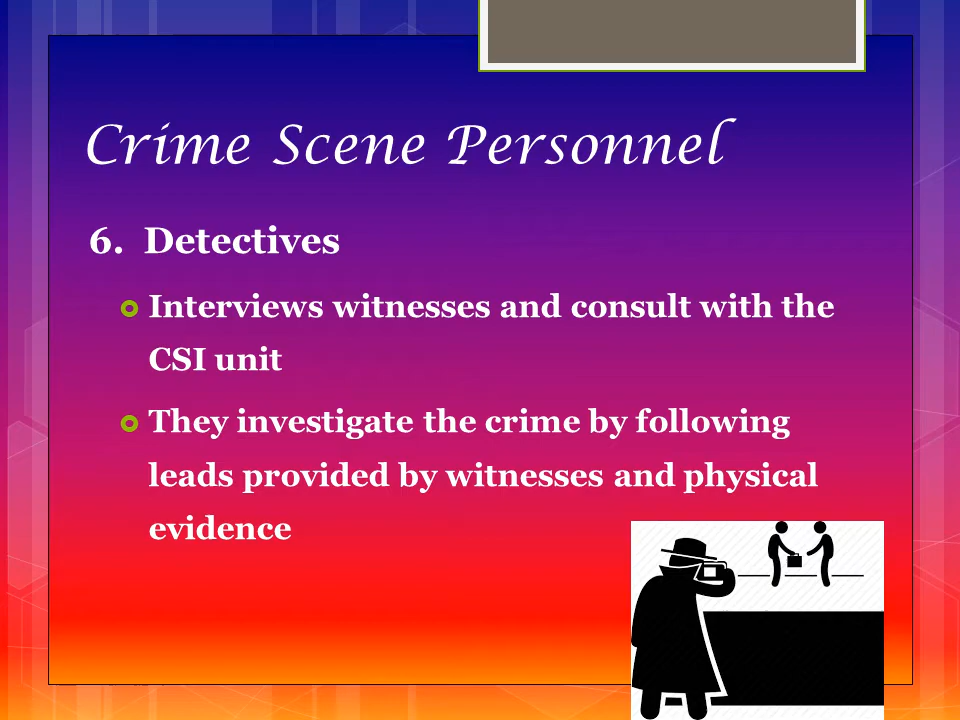 Crime Scene Personnel
6. Detectives
Interviews witnesses and consult with the
CSI unit
They investigate the crime by following
leads provided by witnesses and physical
evidence